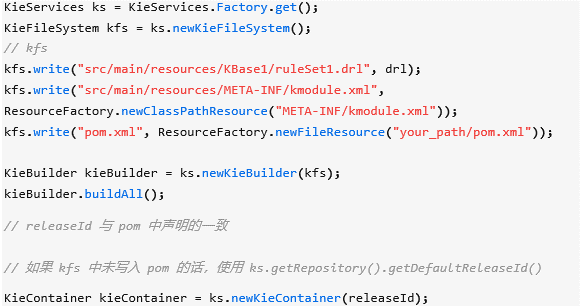 KieServices ks = KieServices.Factory.get();
KieFileSystem kfs = ks.newKieFileSystem();
// kfs
kfs.write("src/main/resources/KBase1/ruleSet1.drl", drl);
kfs.write("src/main/resources/META-INF/kmodule.xml",
ResourceFactory.newClassPathResource("META-INF/kmodule.xml"));
kfs.write("pom.xml", ResourceFactory.newFileResource("your_path/pom.xml"));
KieBuilder kieBuilder = ks.newKieBuilder(kfs);
kieBuilder.buildAll();
// releaseId 与 pom 中声明的一致
// 如果 kfs 中未写入 pom 的话，使用 ks.getRepository().getDefaultReleaseId()
KieContainer kieContainer = ks.newKieContainer(releaseId);